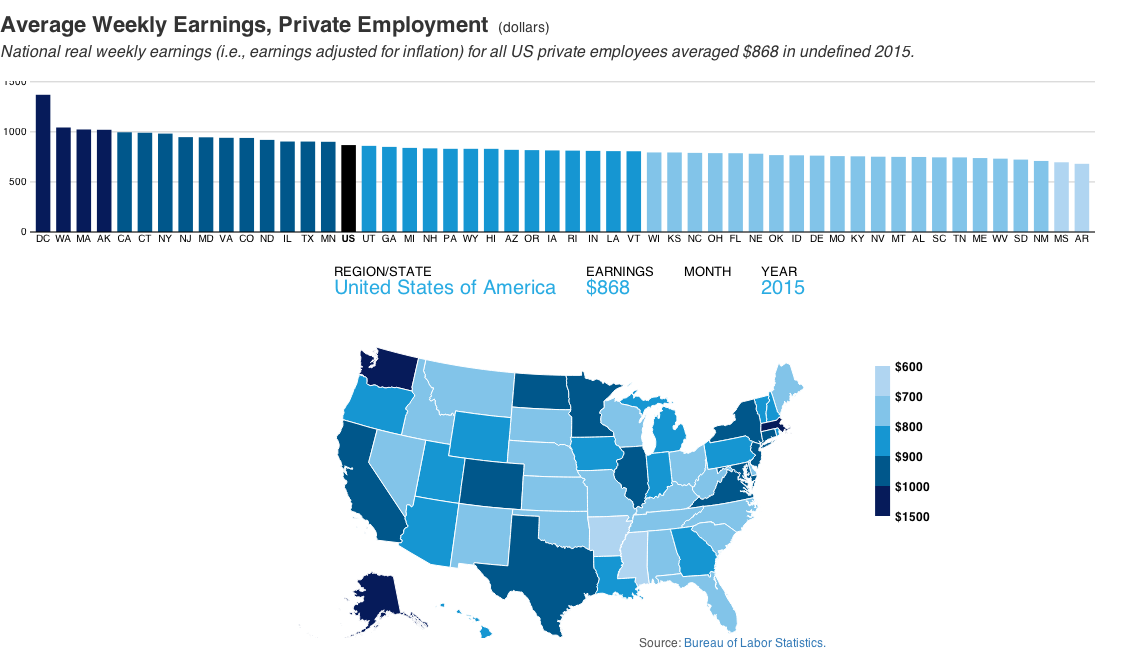 Average Weekly Earnings, Private Employment (dollars)
National real weekly earnings (i.e., earnings adjusted for inflation) for all US private employees averaged $868 in undefined 2015.
1500
1000
500
0
DC WA MA AK CA CT NY NJ MD VA CO ND IL TX MN US UT GA MI NH PA WY HI AZ OR IA RI IN LA VT WI KS NC OH FL NE OK ID DE MO KY NV MT AL SC TN ME WV SD NM MS AR
REGION/STATE EARNINGS MONTH YEAR
United States of America $868 2015
$600
$700
$800
$900
$1000
$1500
Source: Bureau of Labor Statistics.